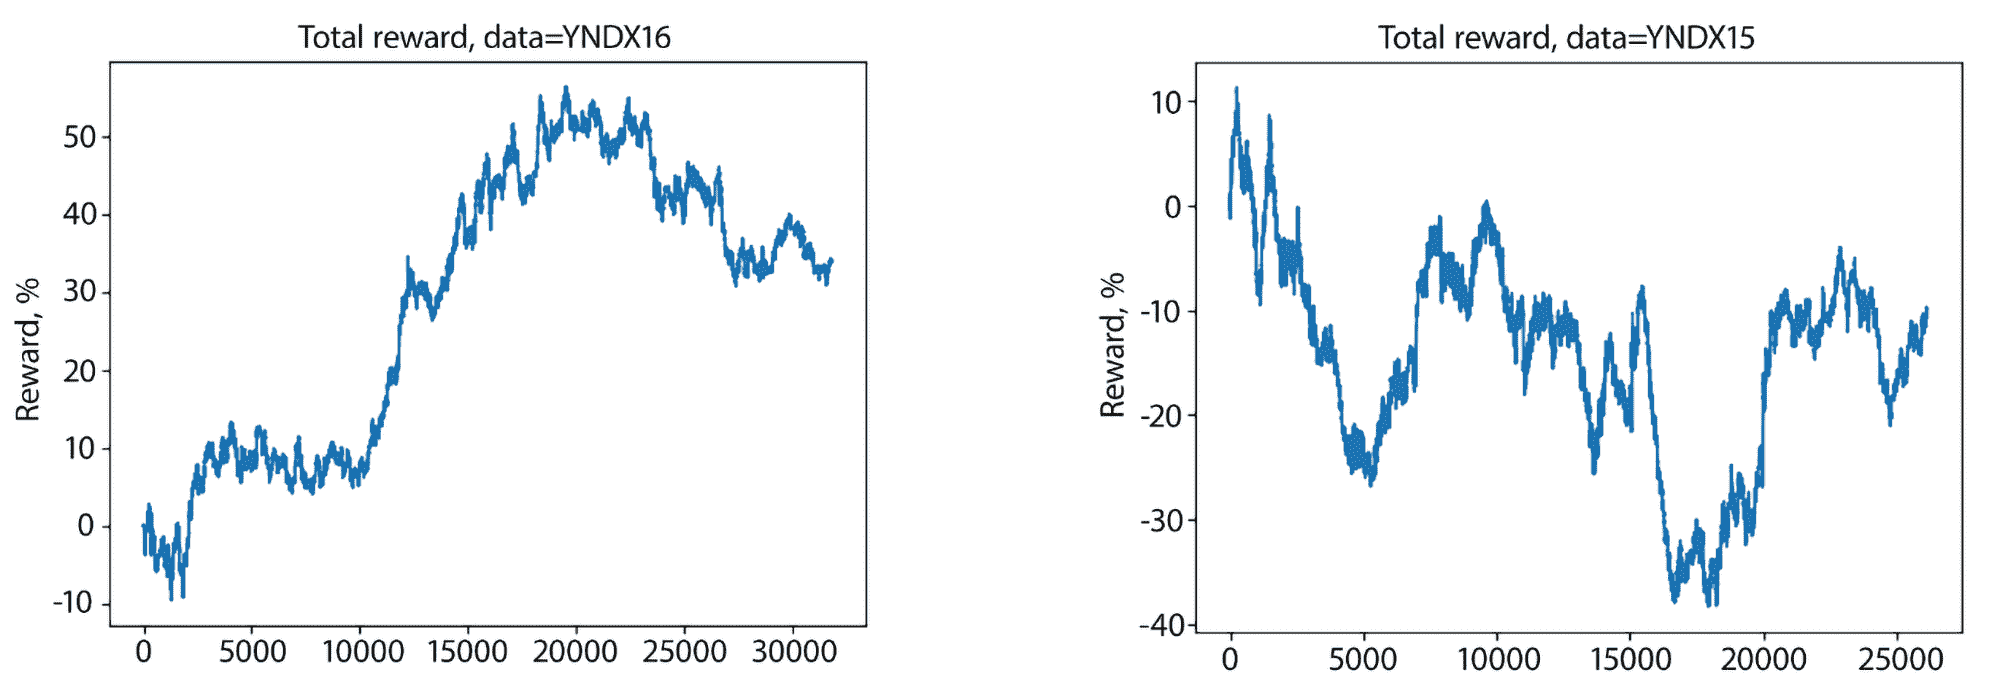 Total reward, data=YNDX16
Reward, %
50
40
30
20
10
0
-10
0 5000 10000 15000 20000 25000 30000
Total reward, data=YNDX15
Reward, %
10
0
-10
-20
-30
-40
0 5000 10000 15000 20000 25000